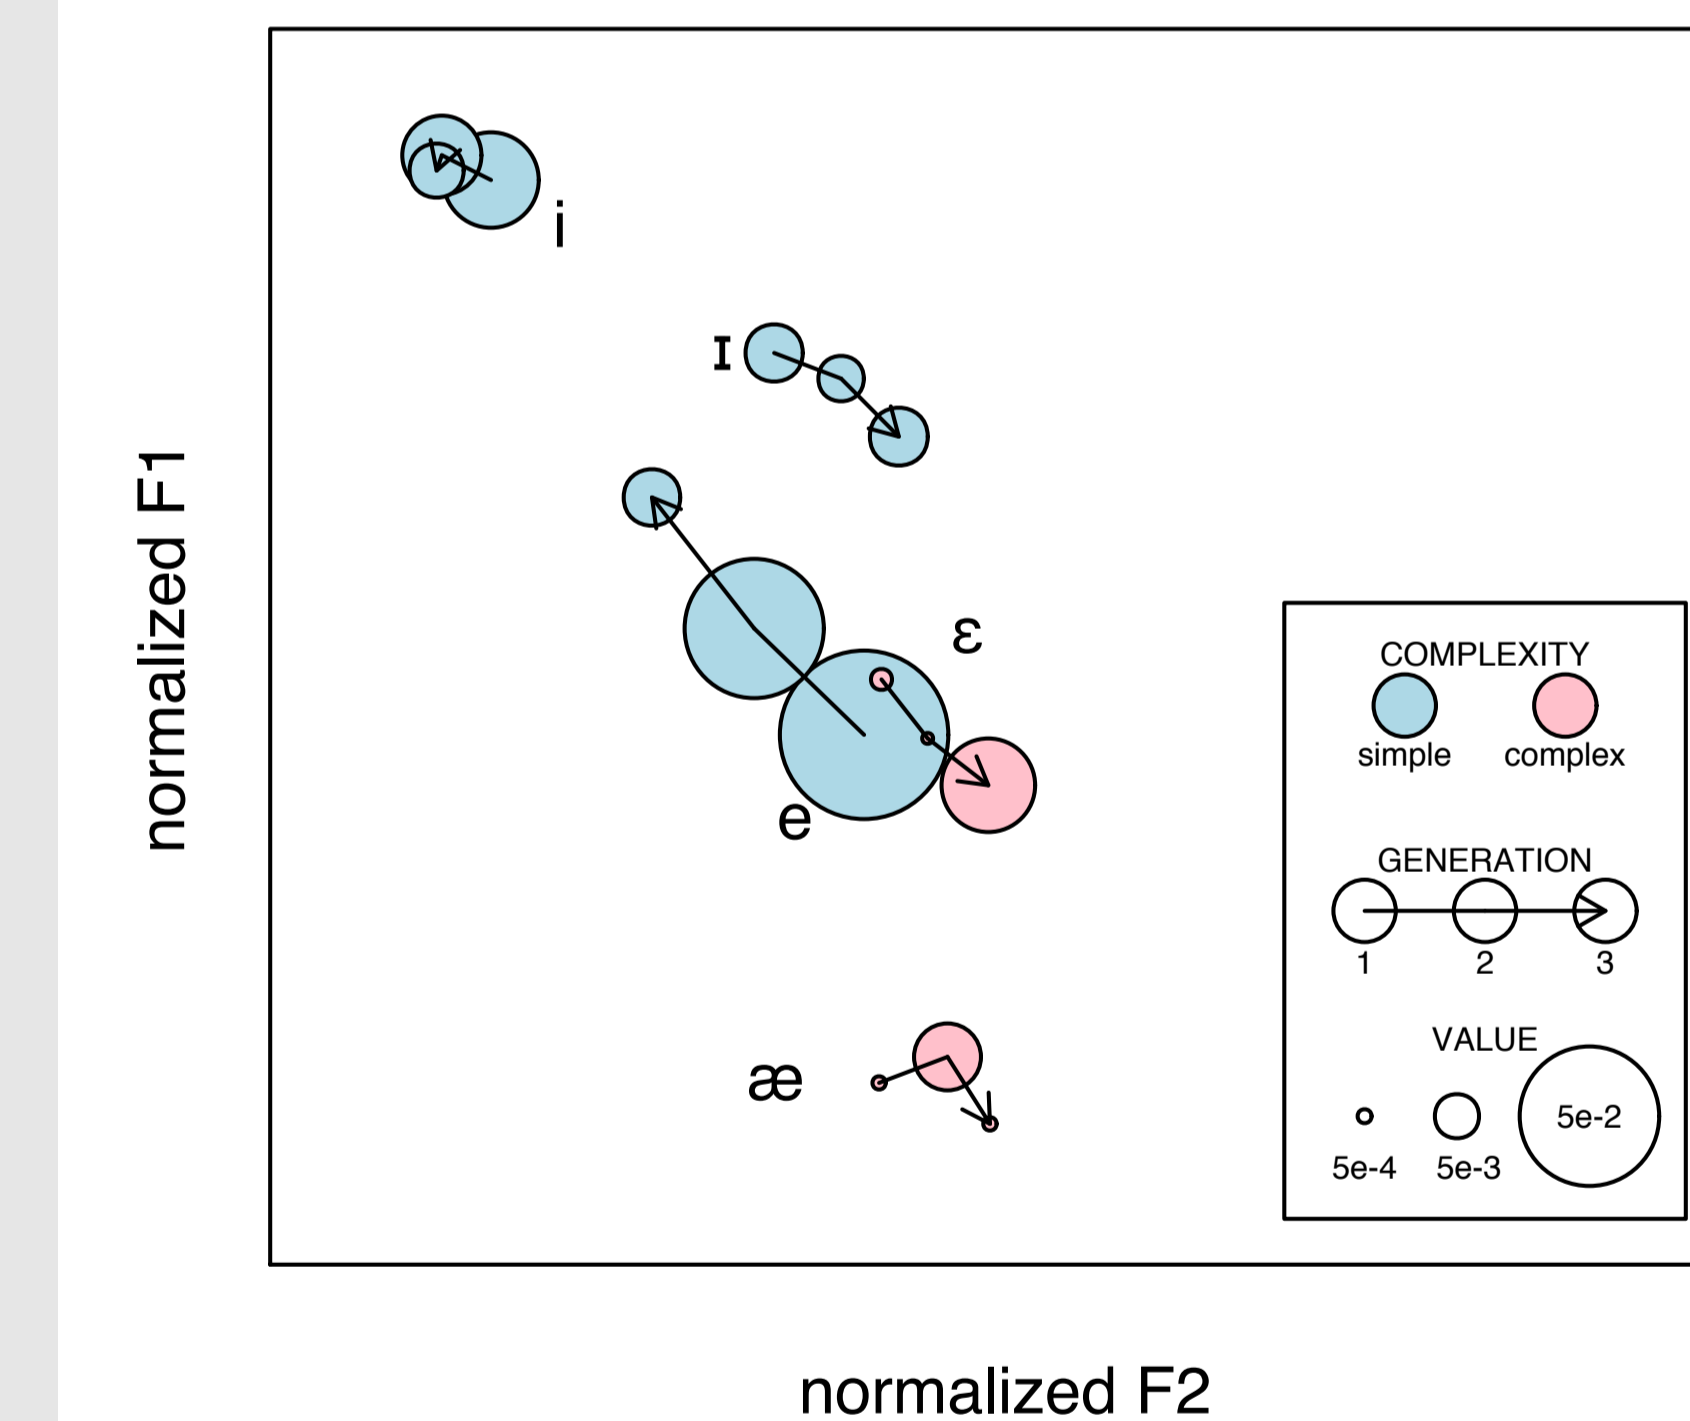 i
ɪ
normalized F1
ɛ
e
æ
COMPLEXITY
simple complex
GENERATION
1 2 3
VALUE
5e-2
5e-4 5e-3
normalized F2